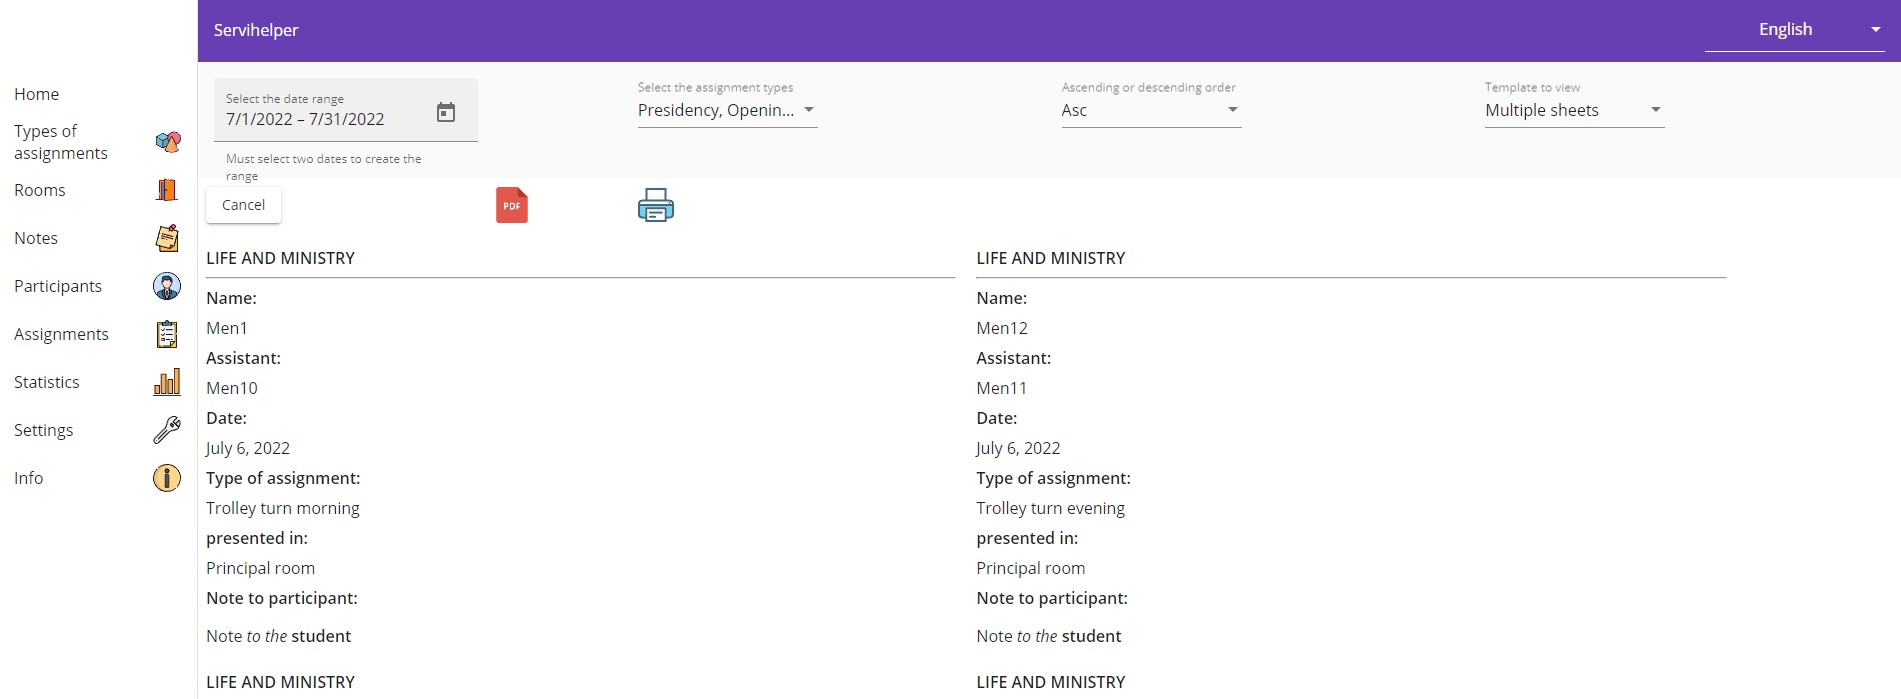 Servihelper
English
Home
Types of
assignments
Rooms
Notes
Participants
Assignments
Statistics
Settings
Info
Select the date range
7/1/2022 – 7/31/2022
Must select two dates to create the
range
Select the assignment types
Presidency, Openin...
Ascending or descending order
Asc
Template to view
Multiple sheets
Cancel
PDF
LIFE AND MINISTRY
Name:
Men1
Assistant:
Men10
Date:
July 6, 2022
Type of assignment:
Trolley turn morning
presented in:
Principal room
Note to participant:
Note to the student
LIFE AND MINISTRY
LIFE AND MINISTRY
Name:
Men12
Assistant:
Men11
Date:
July 6, 2022
Type of assignment:
Trolley turn evening
presented in:
Principal room
Note to participant:
Note to the student
LIFE AND MINISTRY